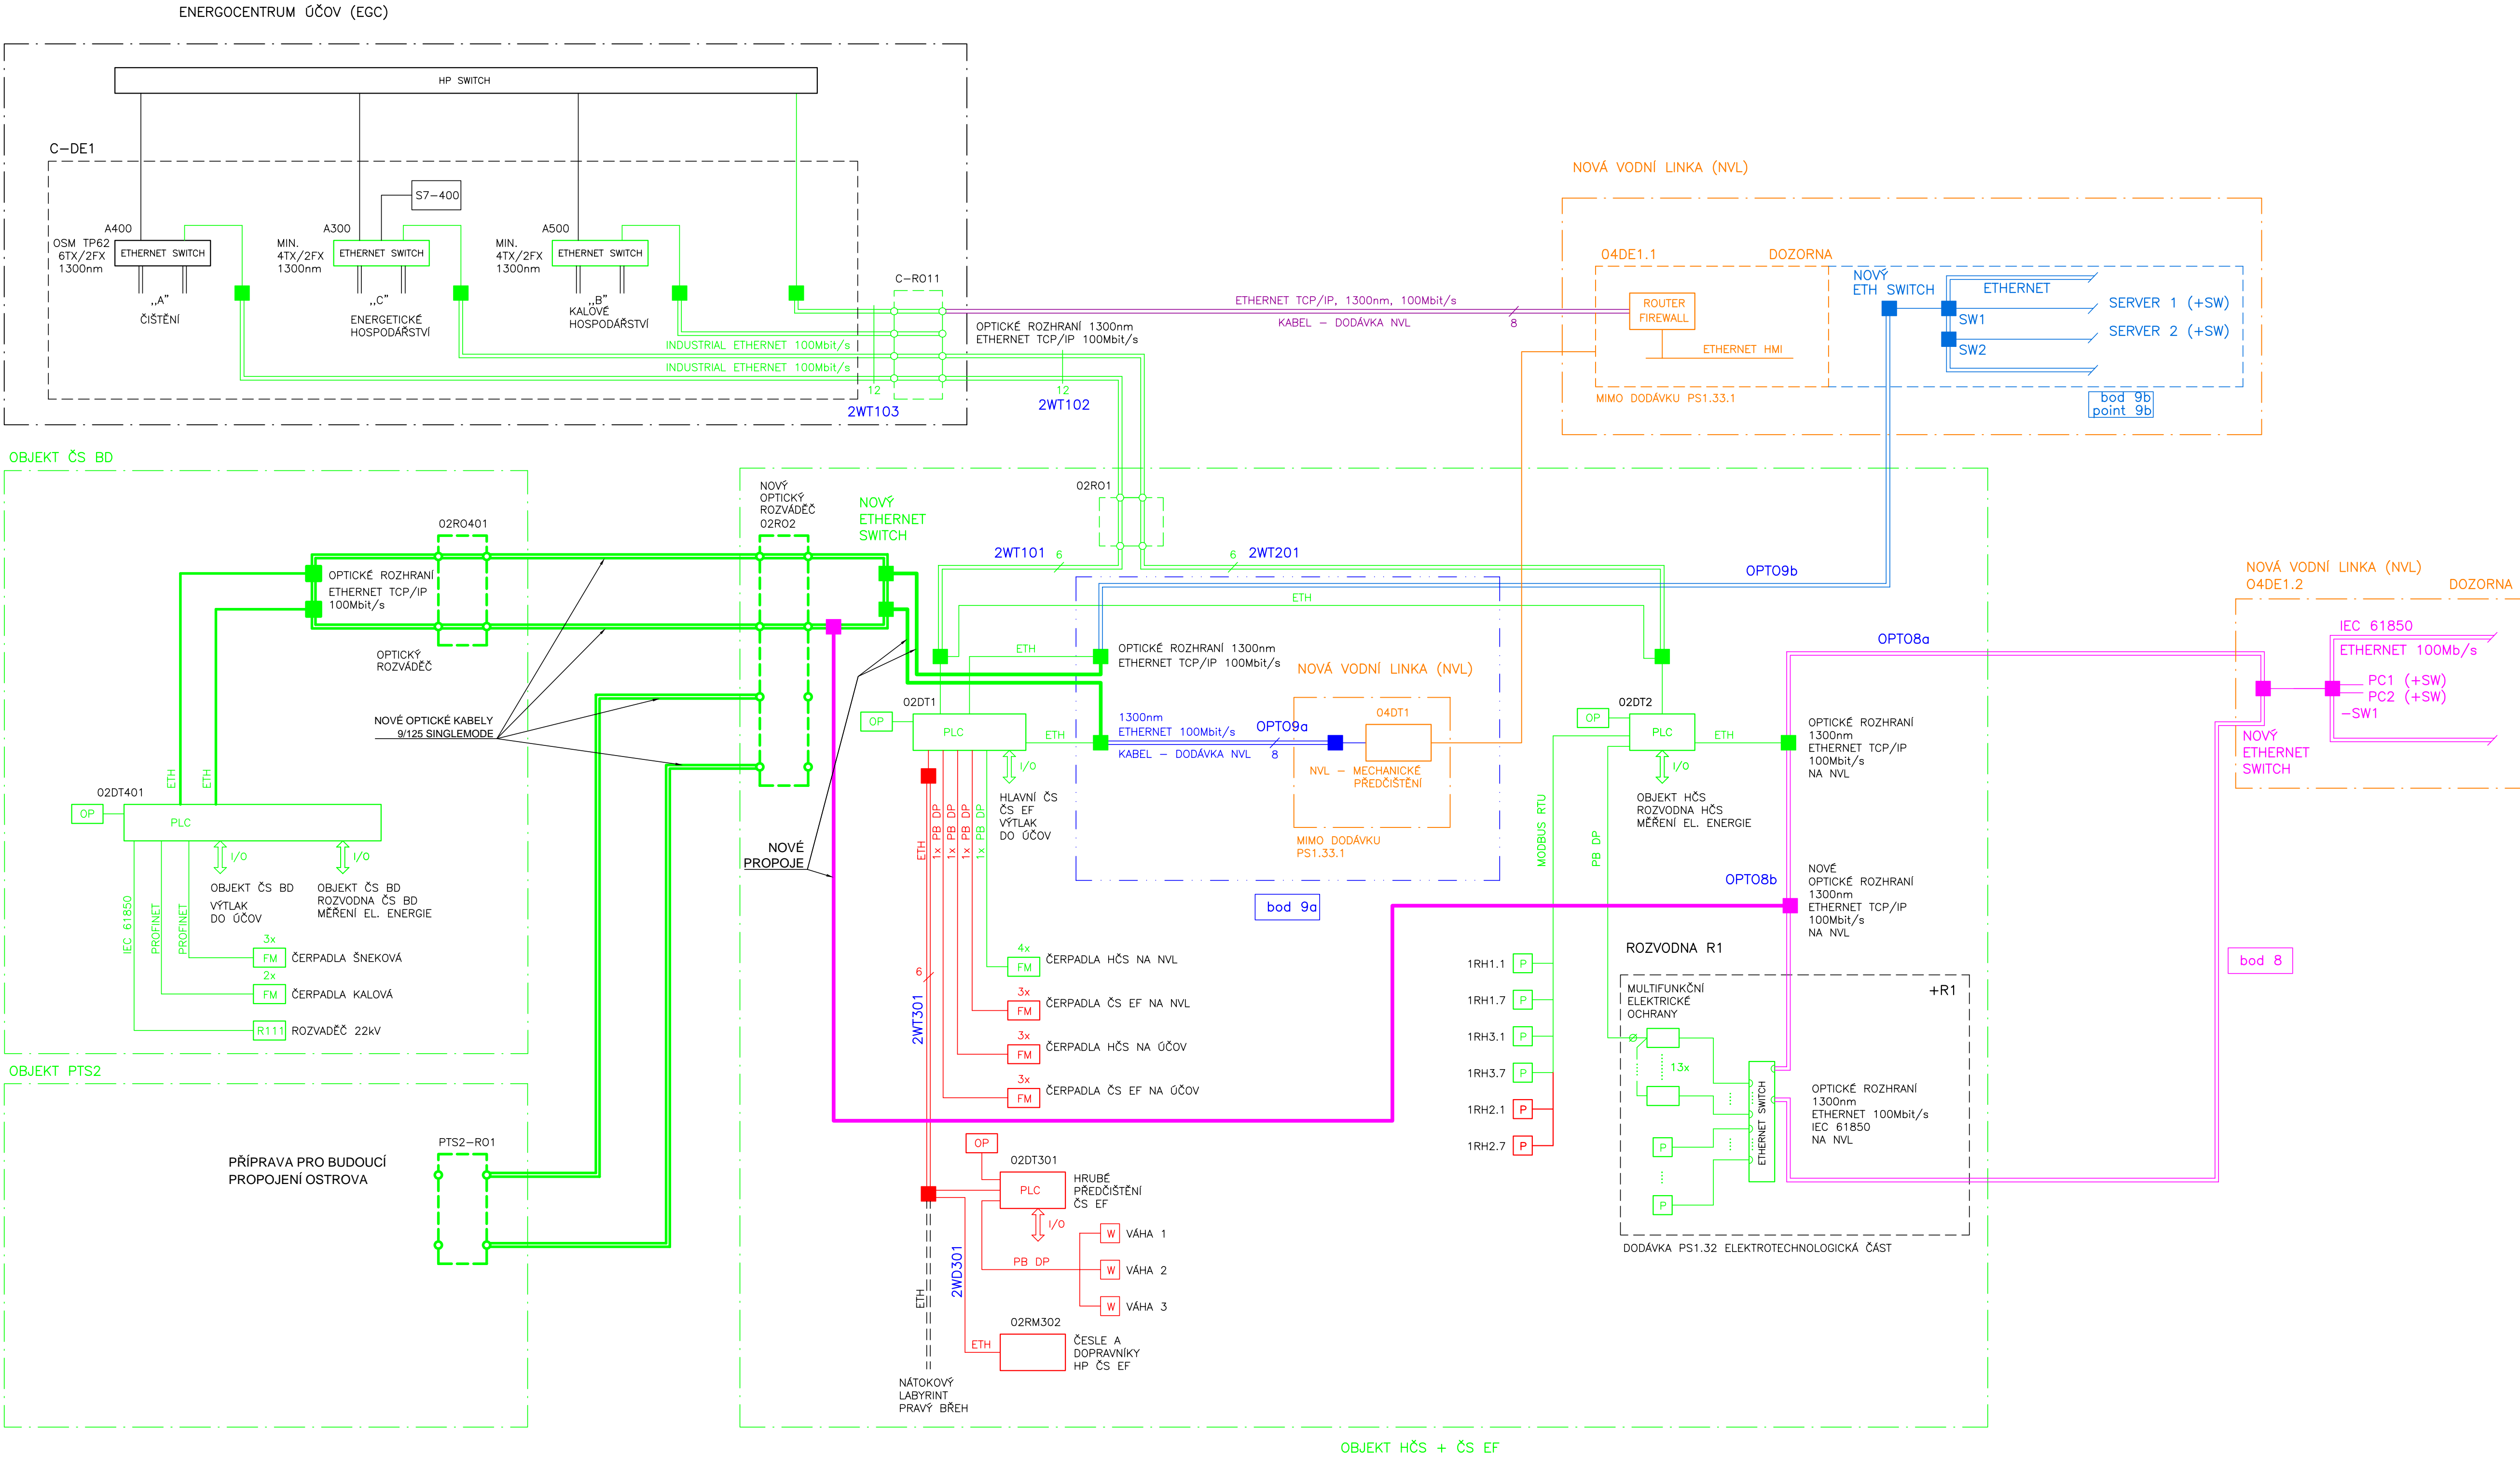 ENERGOCENTRUM ÚČOV (EGC)
HP SWITCH
C-DE1
S7-400
A400
OSM TP62
6TX/2FX
1300nm
ETHERNET SWITCH
„A"
ČIŠTĚNÍ
A300
MIN.
4TX/2FX
1300nm
ETHERNET SWITCH
„C"
ENERGETICKÉ
HOSPODÁŘSTVÍ
A500
MIN.
4TX/2FX
1300nm
ETHERNET SWITCH
„B"
KALOVÉ
HOSPODÁŘSTVÍ
INDUSTRIAL ETHERNET 100Mbit/s
INDUSTRIAL ETHERNET 100Mbit/s
C-RO11
12
2WT103
OPTICKÉ ROZHRANÍ 1300nm
ETHERNET TCP/IP 100Mbit/s
12
2WT102
ETHERNET TCP/IP, 1300nm, 100Mbit/s
KABEL – DODÁVKA NVL
8
NOVÁ VODNÍ LINKA (NVL)
04DE1.1
DOZORNA
ROUTER
FIREWALL
ETHERNET HMI
MIMO DODÁVKU PS1.33.1
NOVÝ
ETH SWITCH
ETHERNET
SW1
SERVER 1 (+SW)
SERVER 2 (+SW)
SW2
bod 9b
point 9b
OBJEKT ČS BD
02RO401
OPTICKÉ ROZHRANÍ
ETHERNET TCP/IP
100Mbit/s
OPTICKÝ
ROZVÁDĚČ
NOVÉ OPTICKÉ KABELY
9/125 SINGLEMODE
ETH
ETH
02DT401
OP
PLC
I/O
I/O
OBJEKT ČS BD
VÝTLAK
DO ÚČOV
OBJEKT ČS BD
ROZVODNA ČS BD
MĚŘENÍ EL. ENERGIE
IEC 61850
PROFINET
PROFINET
3x
FM
ČERPADLA ŠNEKOVÁ
2x
FM
ČERPADLA KALOVÁ
R111
ROZVADĚČ 22kV
OBJEKT PTS2
PTS2-R01
PŘÍPRAVA PRO BUDOUCÍ
PROPOJENÍ OSTROVA
NOVÝ
OPTICKÝ
ROZVÁDĚČ
02RO2
NOVÝ
ETHERNET
SWITCH
02RO1
2WT101
6
6
2WT201
ETH
OPTO9b
ETH
OPTICKÉ ROZHRANÍ 1300nm
ETHERNET TCP/IP 100Mbit/s
NOVÁ VODNÍ LINKA (NVL)
02DT1
OP
PLC
ETH
I/O
HLAVNÍ ČS
ČS EF
VÝTLAK
DO ÚČOV
1300nm
ETHERNET 100Mbit/s
OPTO9a
KABEL – DODÁVKA NVL
8
04DT1
NVL – MECHANICKÉ
PŘEDČIŠTĚNÍ
MIMO DODÁVKU
PS1.33.1
bod 9a
NOVÉ
PROPOJE
ETH
1x PB DP
1x PB DP
1x PB DP
1x PB DP
4x
FM
ČERPADLA HČS NA NVL
3x
FM
ČERPADLA ČS EF NA NVL
3x
FM
ČERPADLA HČS NA ÚČOV
3x
FM
ČERPADLA ČS EF NA ÚČOV
6
2WT301
OP
02DT301
PLC
HRUBÉ
PŘEDČIŠTĚNÍ
ČS EF
I/O
PB DP
W
VÁHA 1
W
VÁHA 2
W
VÁHA 3
2WD301
ETH
ETH
02RM302
ČESLE A
DOPRAVNÍKY
HP ČS EF
NÁTOKOVÝ
LABYRINT
PRAVÝ BŘEH
02DT2
OP
PLC
ETH
I/O
OBJEKT HČS
ROZVODNA HČS
MĚŘENÍ EL. ENERGIE
MODBUS RTU
PB DP
1RH1.1
P
1RH1.7
P
1RH3.1
P
1RH3.7
P
1RH2.1
P
1RH2.7
P
OPTICKÉ ROZHRANÍ
1300nm
ETHERNET TCP/IP
100Mbit/s
NA NVL
OPTO8a
OPTO8b
NOVÉ
OPTICKÉ ROZHRANÍ
1300nm
ETHERNET TCP/IP
100Mbit/s
NA NVL
ROZVODNA R1
+R1
MULTIFUNKČNÍ
ELEKTRICKÉ
OCHRANY
13x
P
P
ETHERNET SWITCH
OPTICKÉ ROZHRANÍ
1300nm
ETHERNET 100Mbit/s
IEC 61850
NA NVL
DODÁVKA PS1.32 ELEKTROTECHNOLOGICKÁ ČÁST
NOVÁ VODNÍ LINKA (NVL)
04DE1.2
DOZORNA
IEC 61850
ETHERNET 100Mb/s
PC1 (+SW)
PC2 (+SW)
-SW1
NOVÝ
ETHERNET
SWITCH
bod 8
OBJEKT HČS + ČS EF